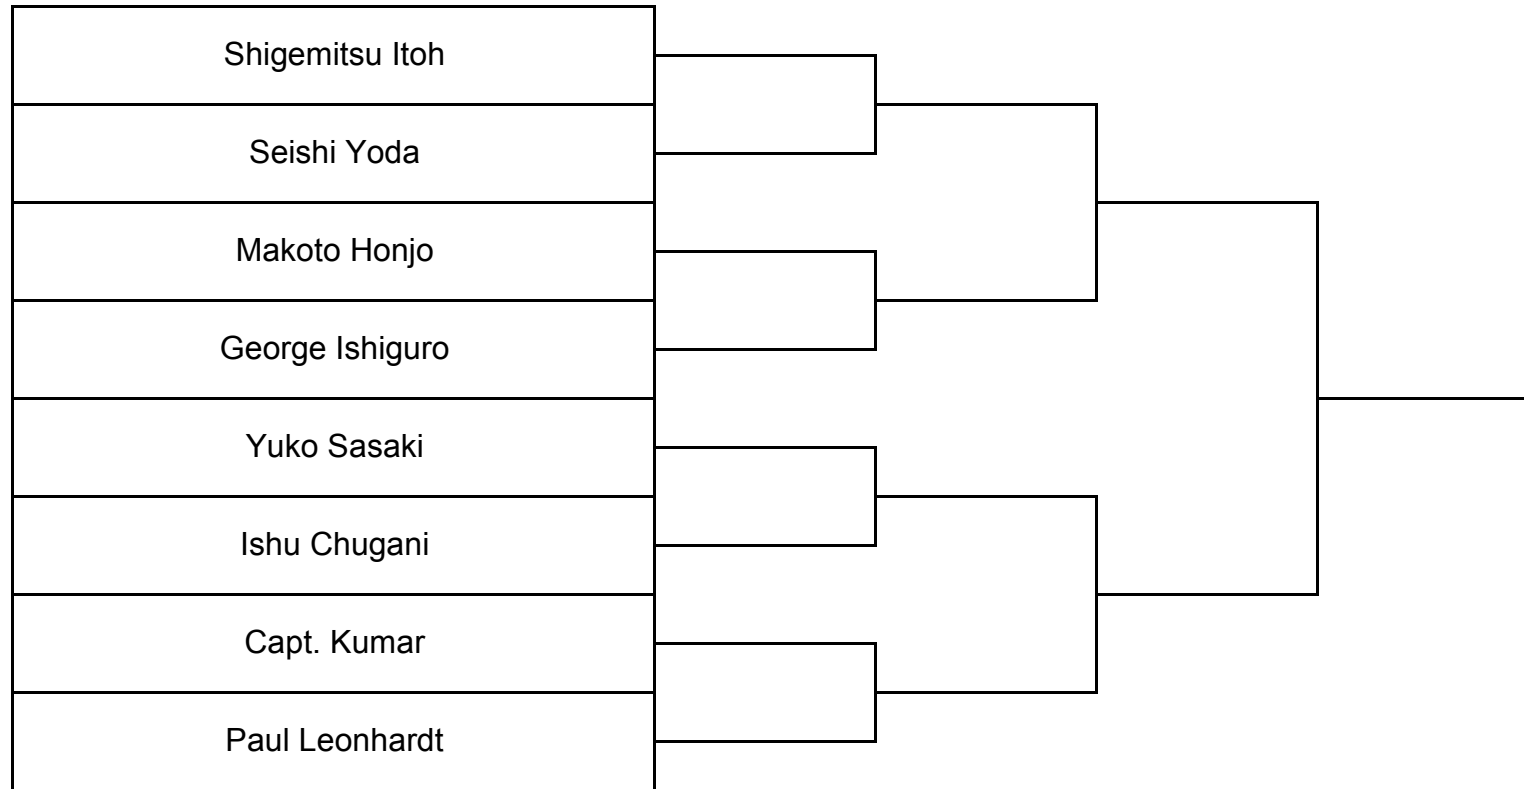 Shigemitsu Itoh
Seishi Yoda
Makoto Honjo
George Ishiguro
Yuko Sasaki
Ishu Chugani
Capt. Kumar
Paul Leonhardt